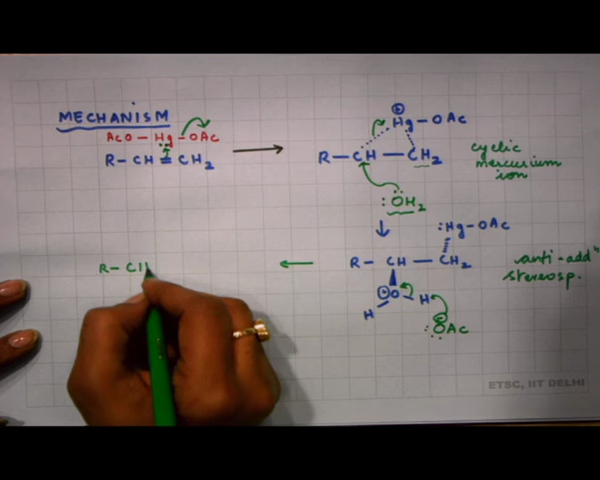 MECHANISM
AcO — Hg — OAc
R — CH = CH₂
⊕
Hg — OAc
R — CH — CH₂
cyclic
mercurium
ion
:OH₂
:Hg — OAc
R — CH — CH₂
anti-addⁿ
stereosp.
⊕
O — H
H
⊖
:OAc
R — CH
ETSC, IIT DELHI